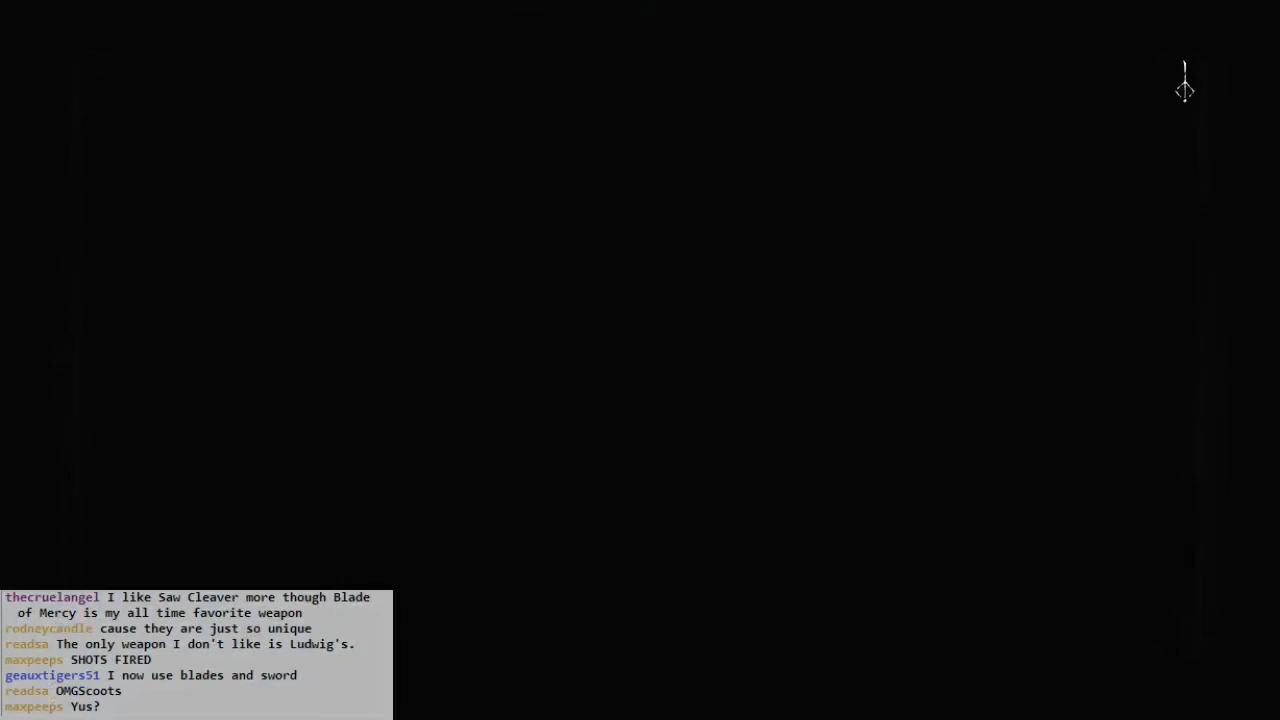 thecruelangel I like Saw Cleaver more though Blade
of Mercy is my all time favorite weapon
rodneycandle cause they are just so unique
readsa The only weapon I don't like is Ludwig's.
maxpeeps SHOTS FIRED
geauxtigers51 I now use blades and sword
readsa OMGScoots
maxpeeps Yus?